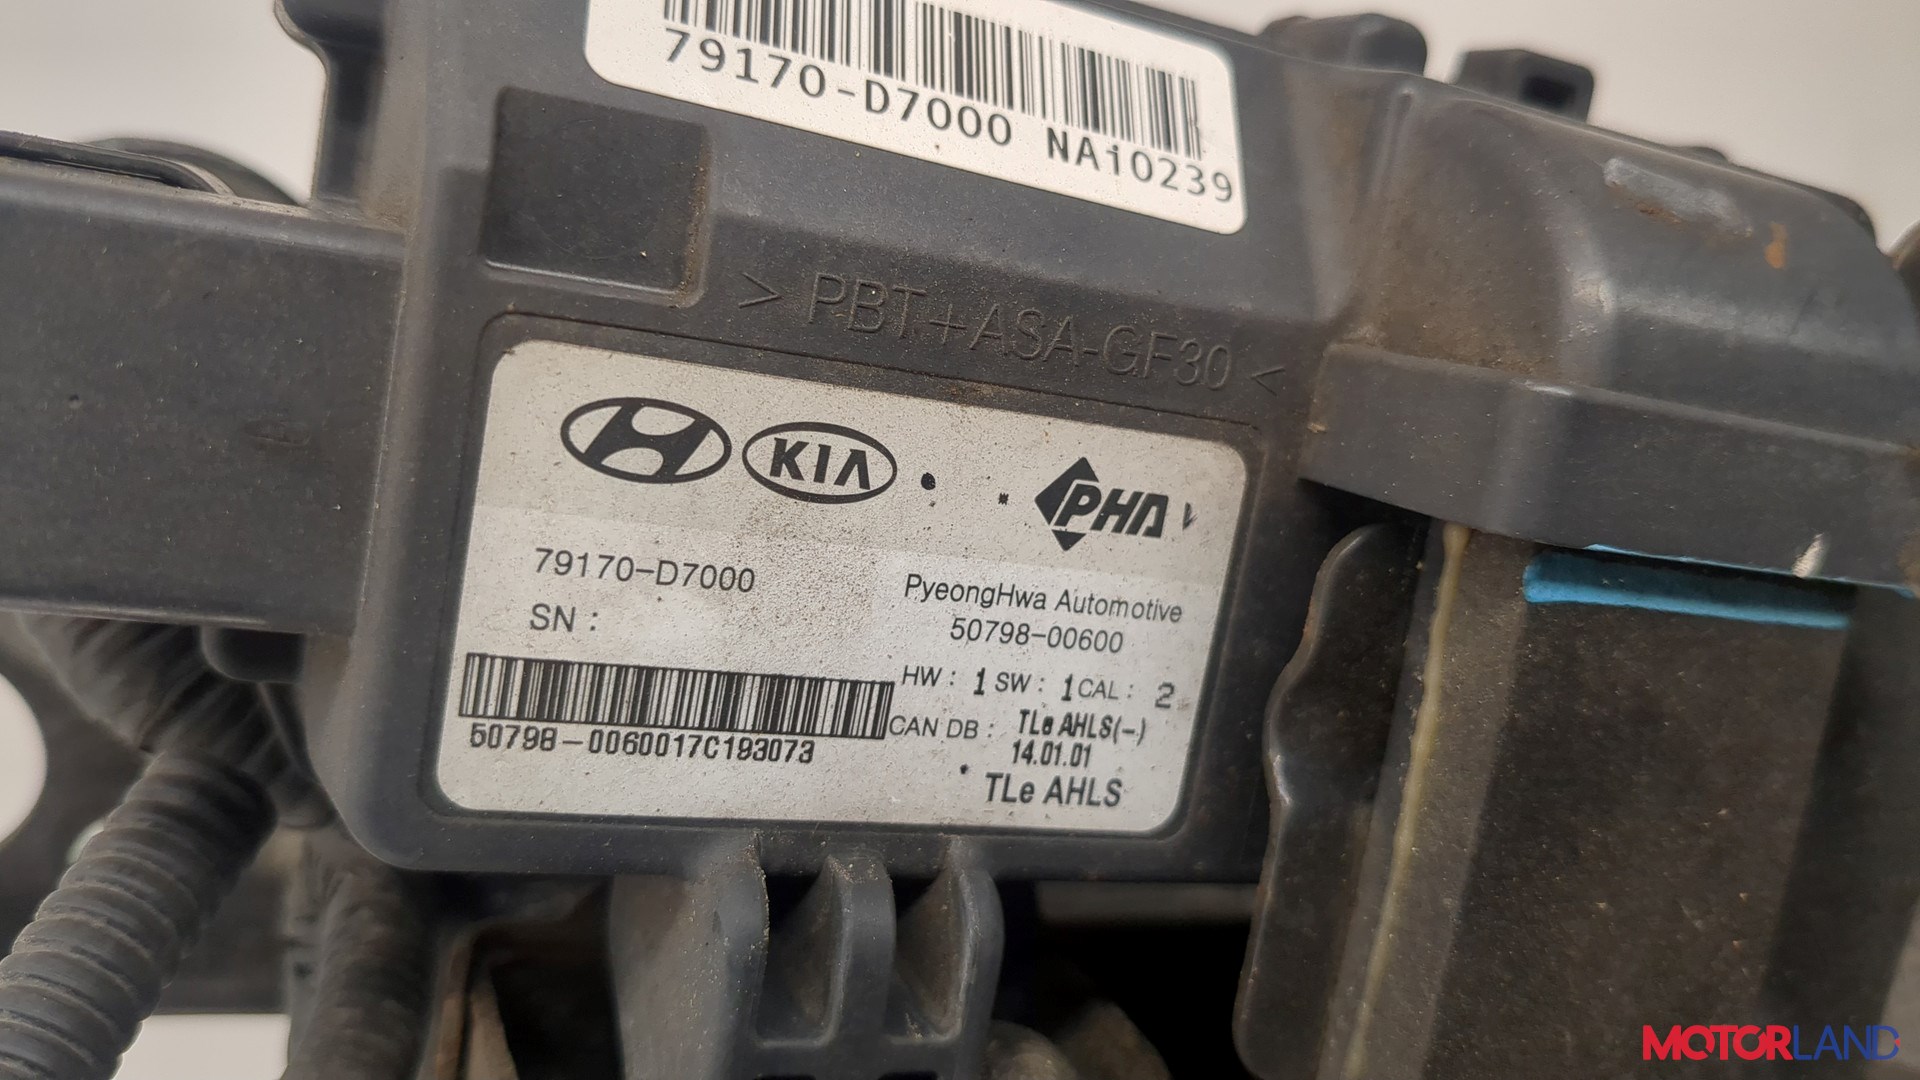 79170-D7000 NAi0239
> PBT+ASA-GF30 <
KIA
PHA
79170-D7000
SN :
PyeongHwa Automotive
50798-00600
HW : 1 SW : 1 CAL : 2
50798-0060017C193073
CAN DB : TLe AHLS(-)
14.01.01
TLe AHLS
MOTORLAND